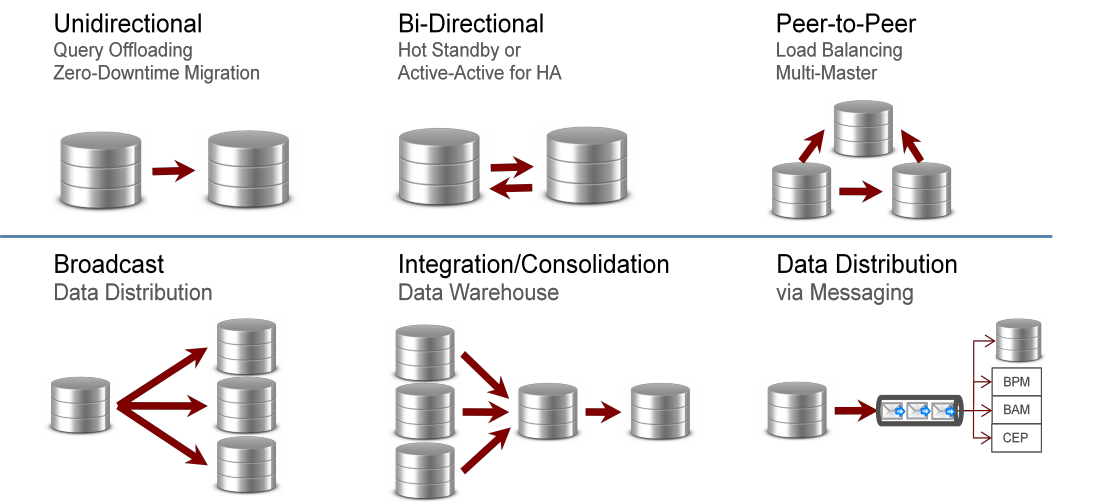 Unidirectional
Query Offloading
Zero-Downtime Migration
Bi-Directional
Hot Standby or
Active-Active for HA
Peer-to-Peer
Load Balancing
Multi-Master
Broadcast
Data Distribution
Integration/Consolidation
Data Warehouse
Data Distribution
via Messaging
BPM
BAM
CEP